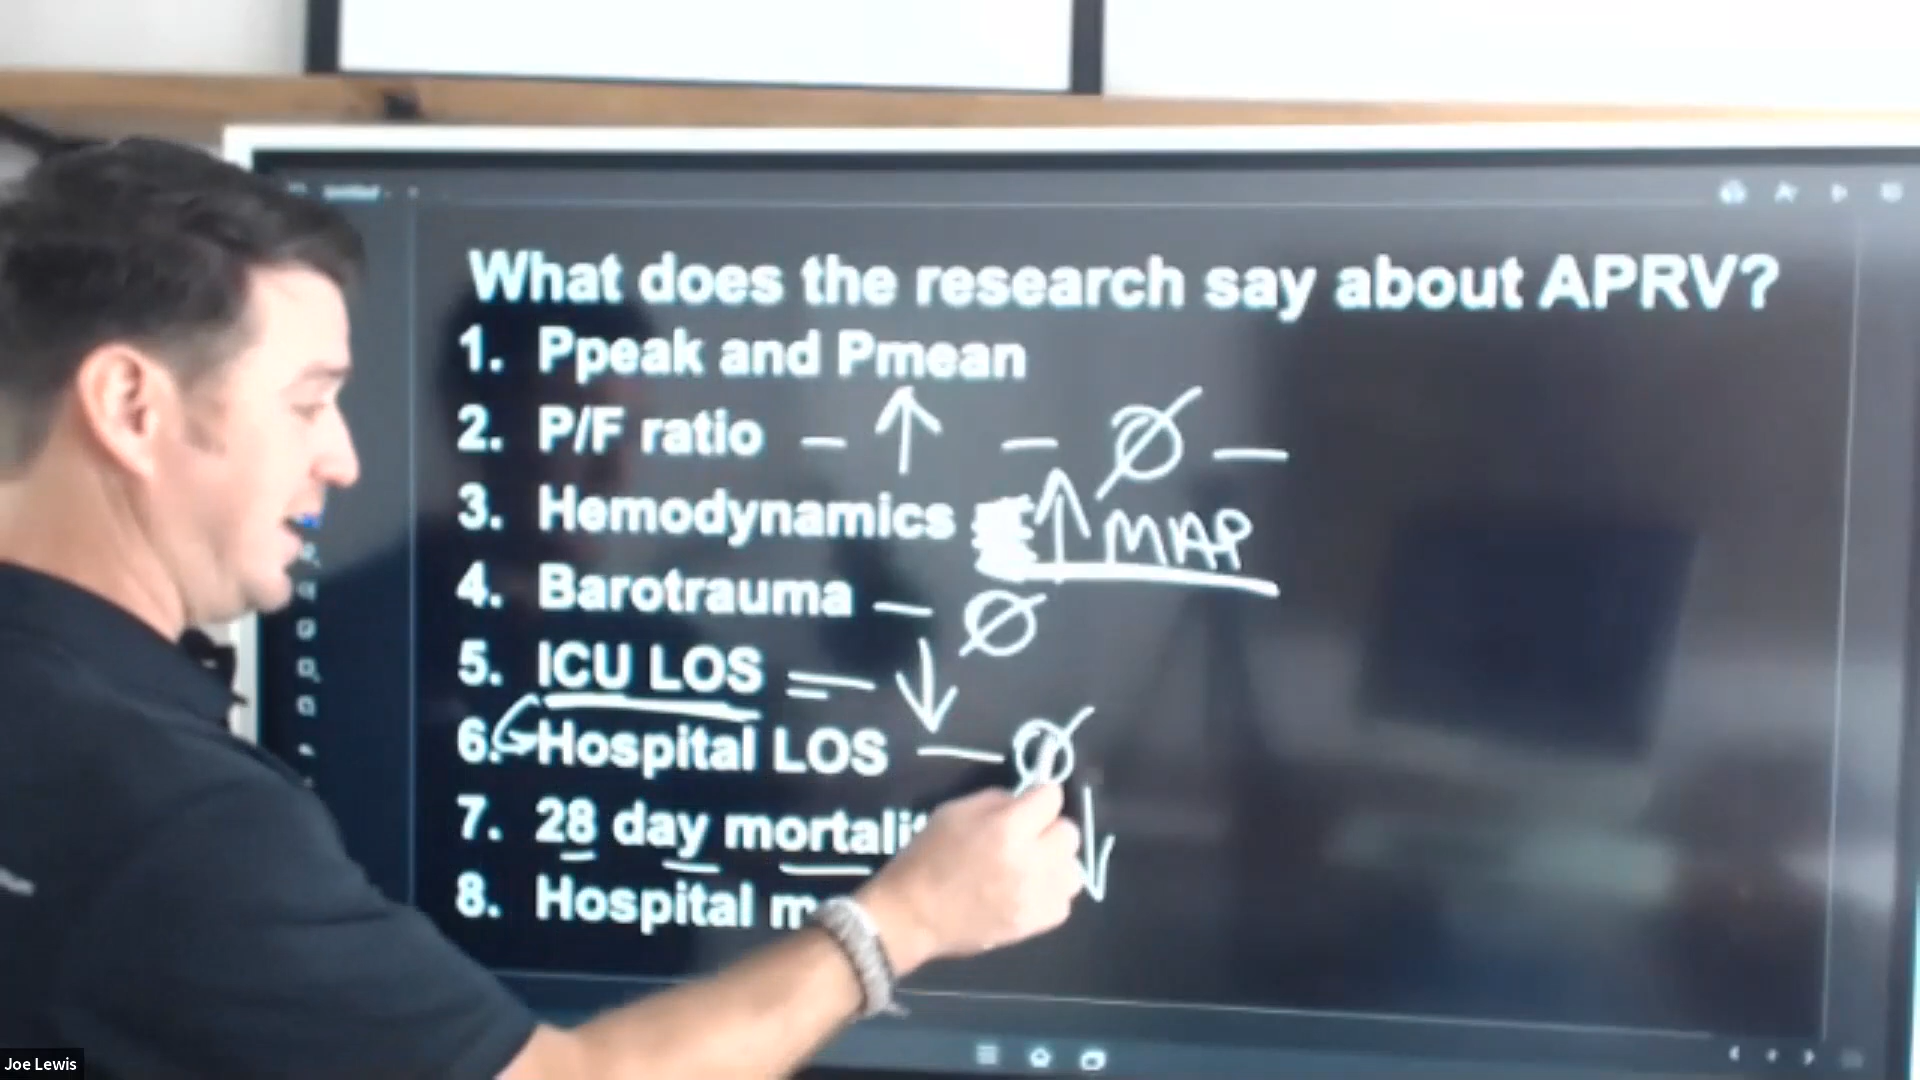 What does the research say about APRV?
1. Ppeak and Pmean
2. P/F ratio – ↑ – Ø –
3. Hemodynamics ↑ MAP
4. Barotrauma – Ø
5. ICU LOS = ↓
6. Hospital LOS – Ø
7. 28 day mortali ↓
8. Hospital m
Joe Lewis